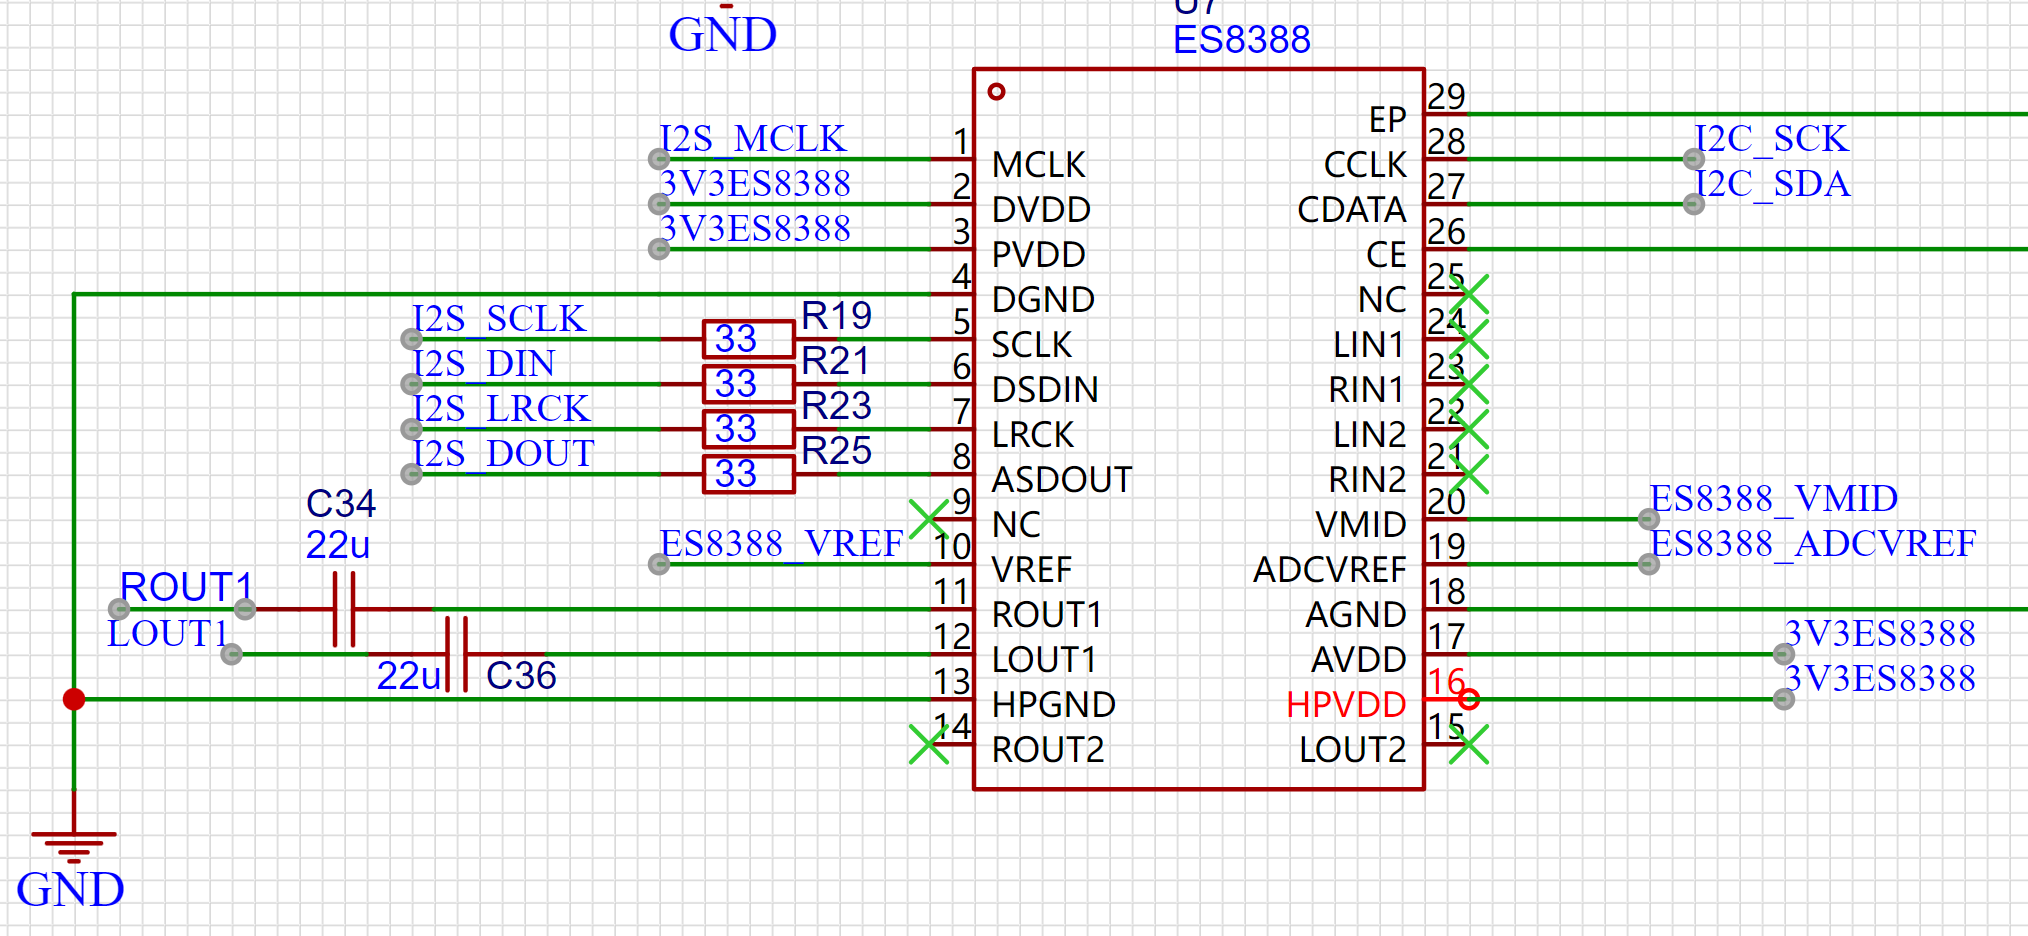 GND
U7
ES8388
29
EP
I2S_MCLK
1
MCLK
28
CCLK
I2C_SCK
3V3ES8388
2
DVDD
27
CDATA
I2C_SDA
3V3ES8388
3
PVDD
26
CE
4
DGND
25
NC
I2S_SCLK
33
R19
5
SCLK
24
LIN1
I2S_DIN
33
R21
6
DSDIN
23
RIN1
I2S_LRCK
33
R23
7
LRCK
22
LIN2
I2S_DOUT
33
R25
8
ASDOUT
21
RIN2
C34
22u
9
NC
20
VMID
ES8388_VMID
ES8388_VREF
10
VREF
19
ADCVREF
ES8388_ADCVREF
ROUT1
11
ROUT1
18
AGND
LOUT1
22u
C36
12
LOUT1
17
AVDD
3V3ES8388
13
HPGND
16
HPVDD
3V3ES8388
14
ROUT2
15
LOUT2
GND